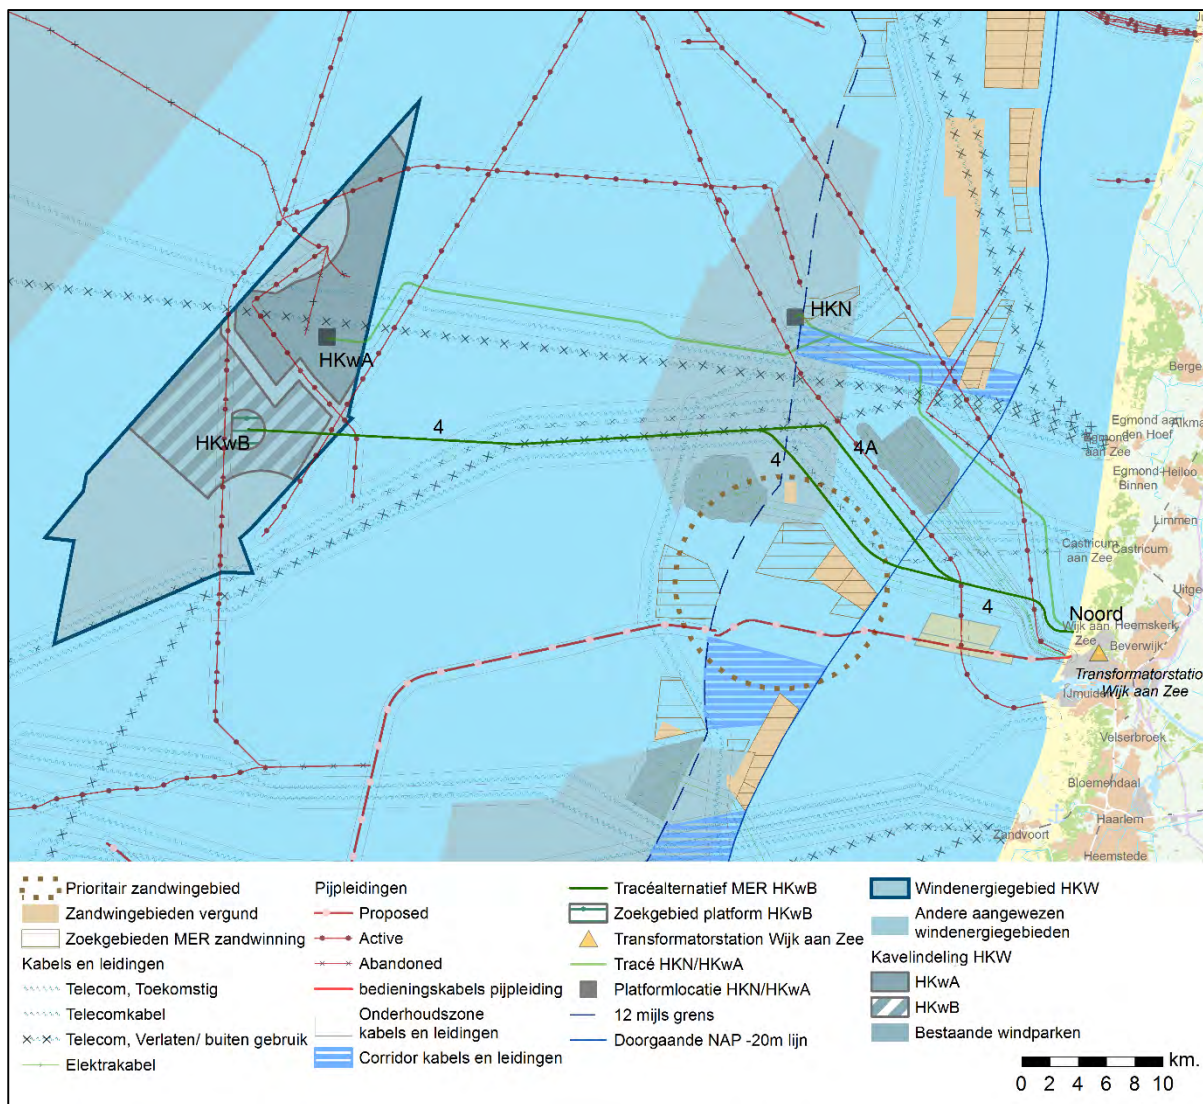 HKN
HKwA
Berge
Egmond aan
den Hoef
Alkma
Egmond
aan Zee
HKwB
4
4A
4
Egmond-
Binnen
Heiloo
Limmen
Castricum
aan Zee
Castricum
Uitge
4
Noord
Wijk aan
Zee
Heemskerk
Beverwijk
Transformatorstatio
Wijk aan Zee
IJmuiden
Velserbroek
Bloemendaal
Haarlem
Zandvoort
Heemstede
Prioritair zandwingebied
Zandwingebieden vergund
Zoekgebieden MER zandwinning
Kabels en leidingen
Telecom, Toekomstig
Telecomkabel
Telecom, Verlaten/ buiten gebruik
Elektrakabel
Pijpleidingen
Proposed
Active
Abandoned
bedieningskabels pijpleiding
Onderhoudszone
kabels en leidingen
Corridor kabels en leidingen
Tracéalternatief MER HKwB
Zoekgebied platform HKwB
Transformatorstation Wijk aan Zee
Tracé HKN/HKwA
Platformlocatie HKN/HKwA
12 mijls grens
Doorgaande NAP -20m lijn
Windenergiegebied HKW
Andere aangewezen
windenergiegebieden
Kavelindeling HKW
HKwA
HKwB
Bestaande windparken
km.
0 2 4 6 8 10